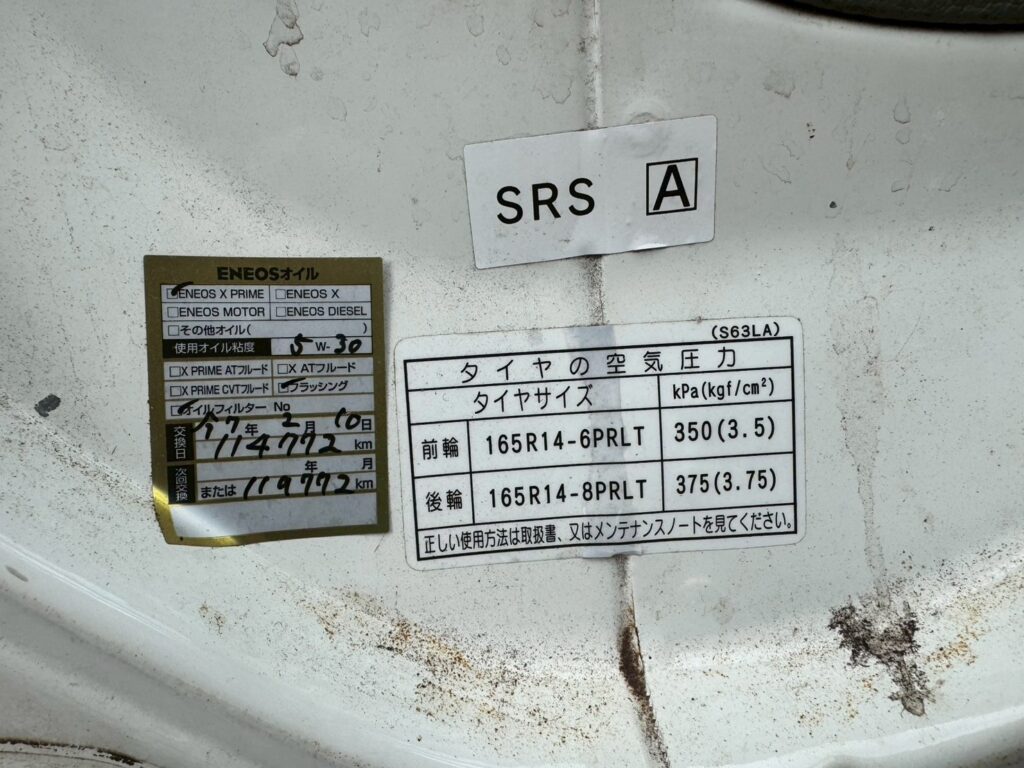 SRS A
ENEOSオイル
□ENEOS X PRIME □ENEOS X
□ENEOS MOTOR □ENEOS DIESEL
□その他オイル( )
使用オイル粘度 5 W-30
□X PRIME ATフルード □X ATフルード
□X PRIME CVTフルード □フラッシング
□オイルフィルター No
交換日 17年 2月 10日
114772 km
次回交換 年 月
または 119772 km
(S63LA)
タイヤの空気圧力
タイヤサイズ kPa(kgf/cm²)
前輪 165R14-6PRLT 350(3.5)
後輪 165R14-8PRLT 375(3.75)
正しい使用方法は取扱書、又はメンテナンスノートを見てください。